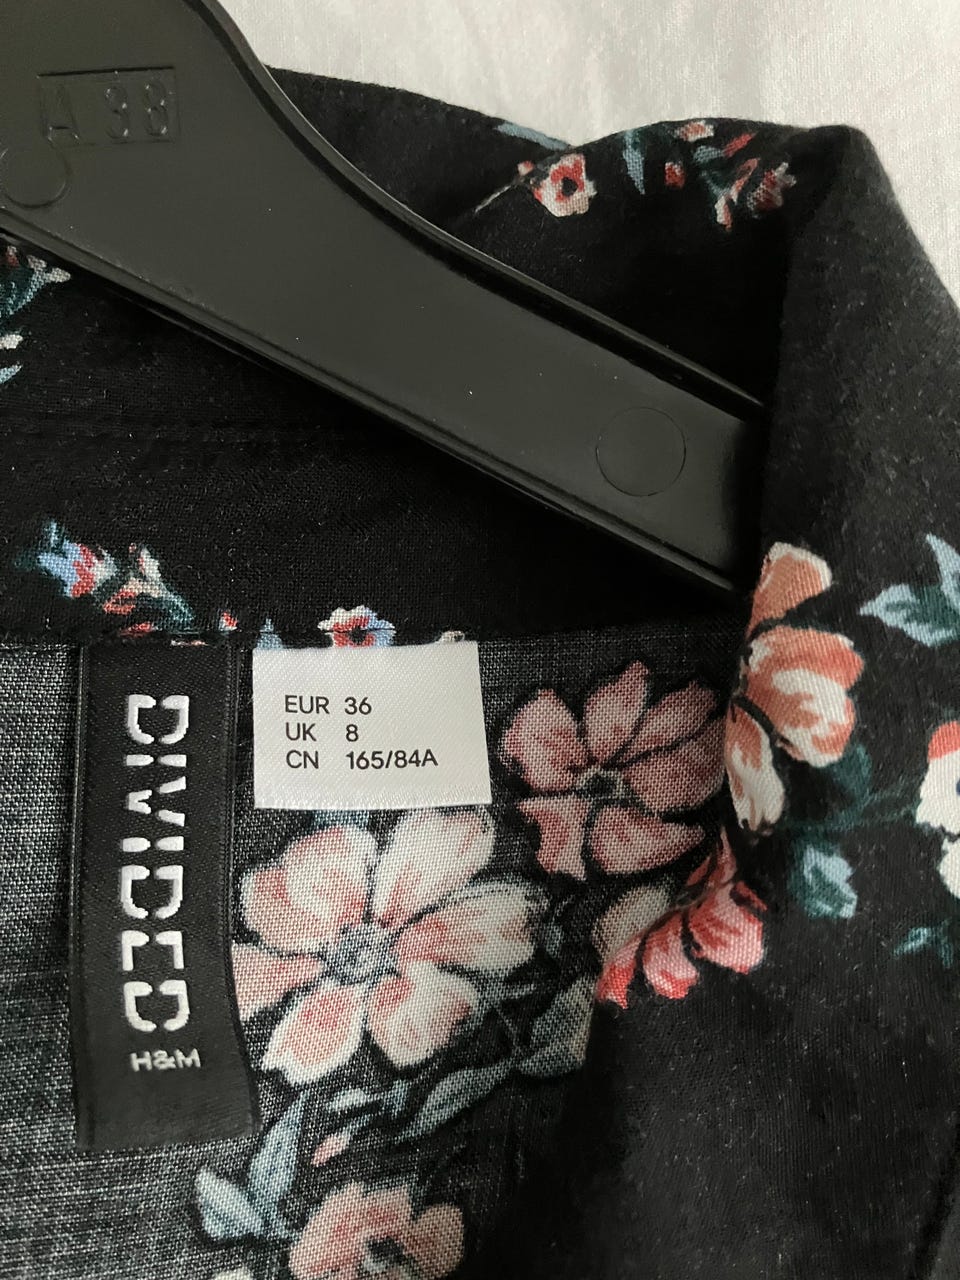 A 38
DIVIDED
H&M
EUR 36
UK 8
CN 165/84A